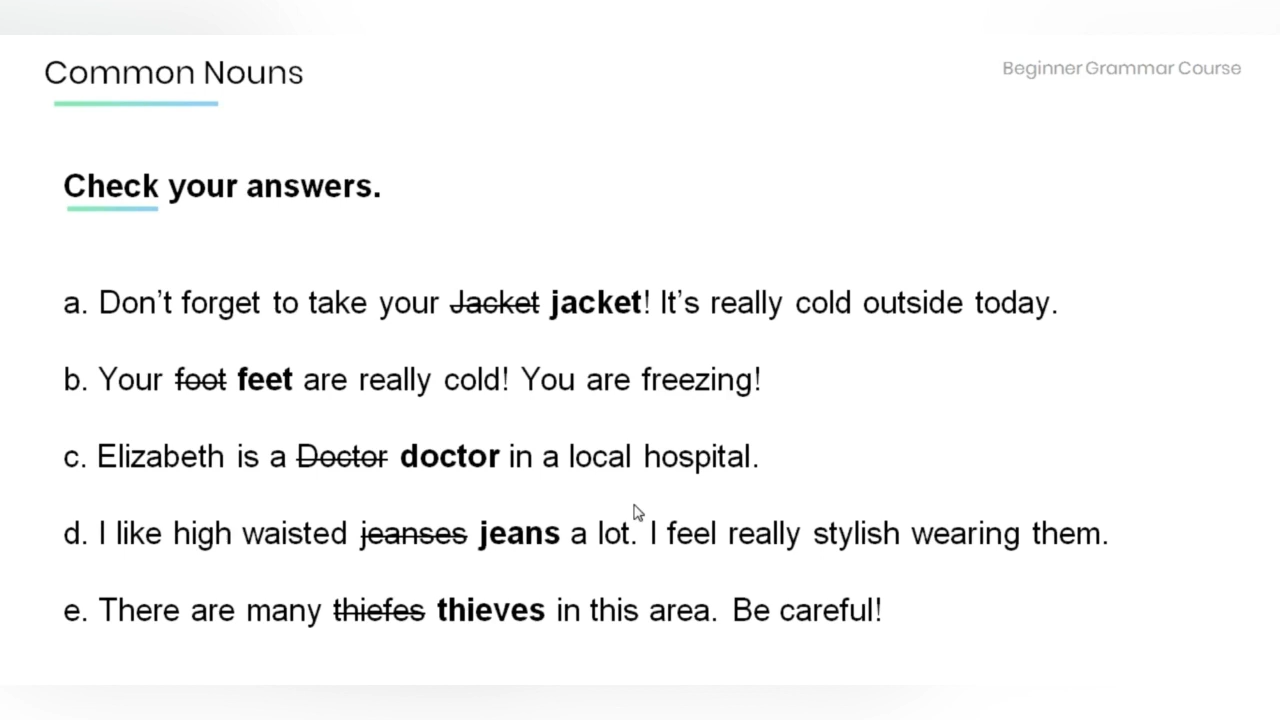 Common Nouns
Beginner Grammar Course
Check your answers.
a. Don’t forget to take your Jacket jacket! It’s really cold outside today.
b. Your foot feet are really cold! You are freezing!
c. Elizabeth is a Doctor doctor in a local hospital.
d. I like high waisted jeanses jeans a lot. I feel really stylish wearing them.
e. There are many thiefes thieves in this area. Be careful!